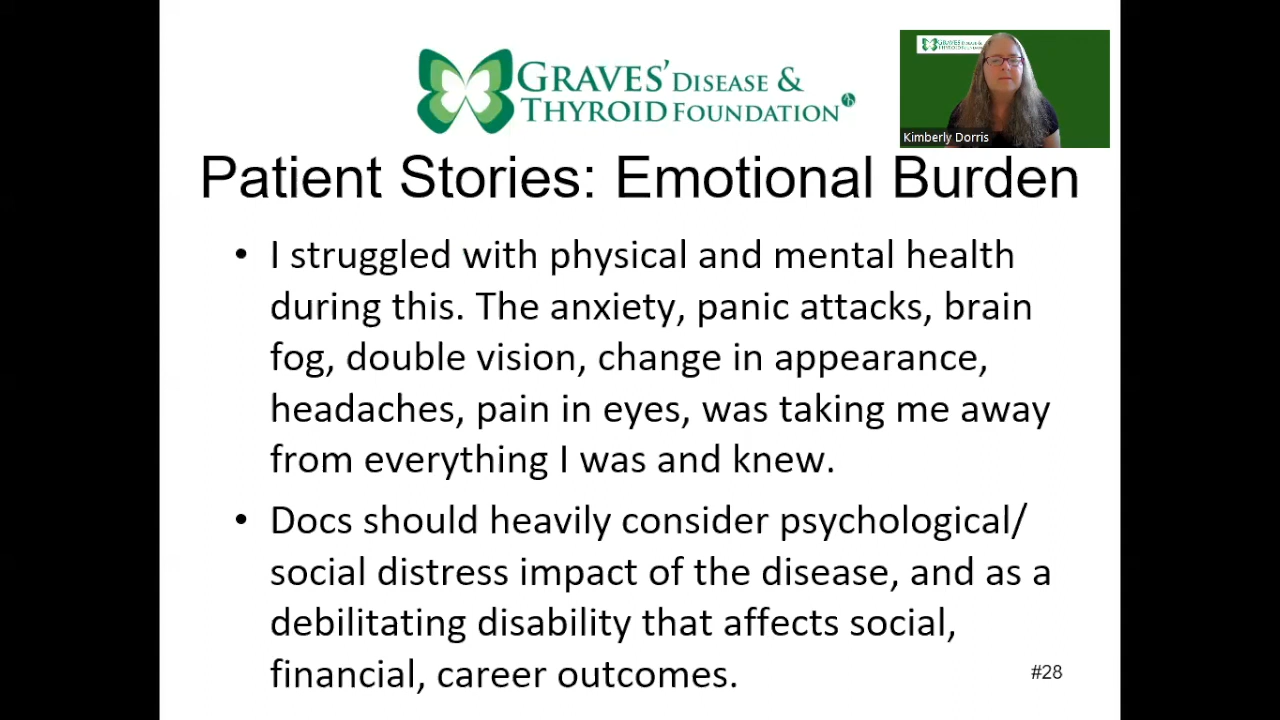 GRAVES' DISEASE &
THYROID FOUNDATION
Kimberly Dorris
Patient Stories: Emotional Burden
• I struggled with physical and mental health
during this. The anxiety, panic attacks, brain
fog, double vision, change in appearance,
headaches, pain in eyes, was taking me away
from everything I was and knew.
• Docs should heavily consider psychological/
social distress impact of the disease, and as a
debilitating disability that affects social,
financial, career outcomes.
#28